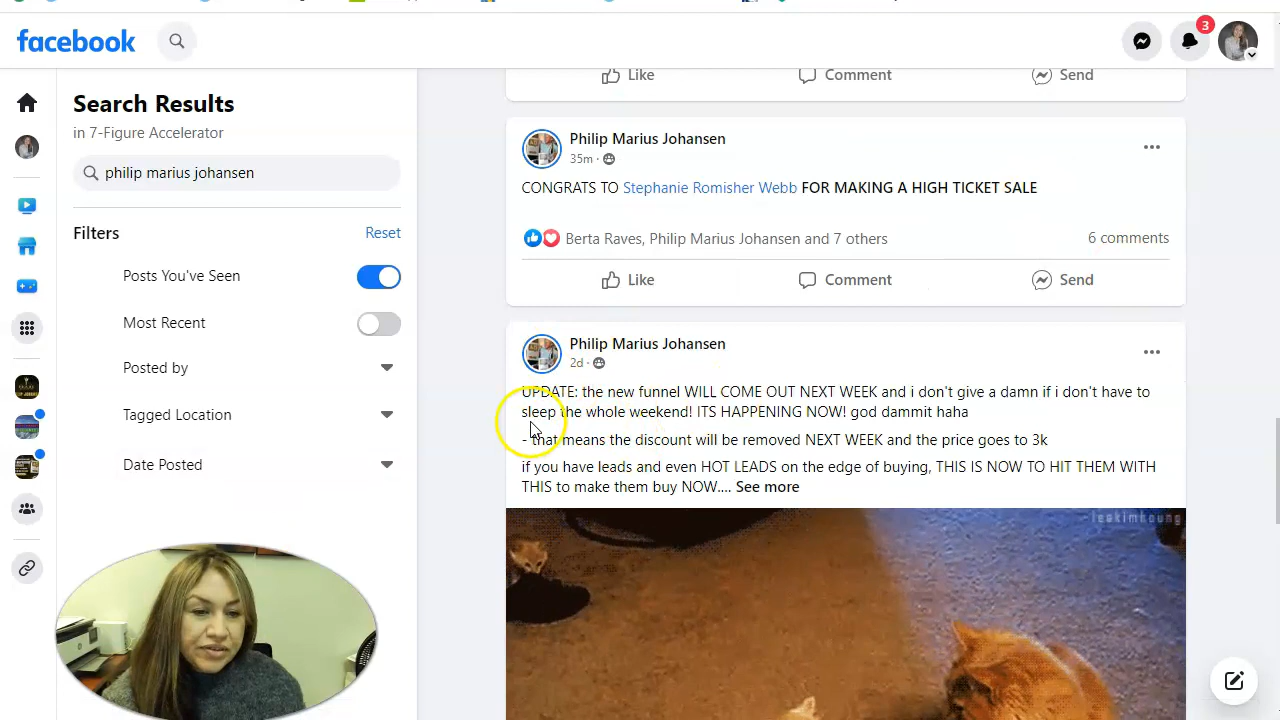 facebook
3
Search Results
in 7-Figure Accelerator
philip marius johansen
Filters
Reset
Posts You've Seen
Most Recent
Posted by
Tagged Location
Date Posted
Like
Comment
Send
Philip Marius Johansen
35m
CONGRATS TO Stephanie Romisher Webb FOR MAKING A HIGH TICKET SALE
Berta Raves, Philip Marius Johansen and 7 others
6 comments
Like
Comment
Send
Philip Marius Johansen
2d
UPDATE: the new funnel WILL COME OUT NEXT WEEK and i don't give a damn if i don't have to
sleep the whole weekend! ITS HAPPENING NOW! god dammit haha
- that means the discount will be removed NEXT WEEK and the price goes to 3k
if you have leads and even HOT LEADS on the edge of buying, THIS IS NOW TO HIT THEM WITH
THIS to make them buy NOW.... See more